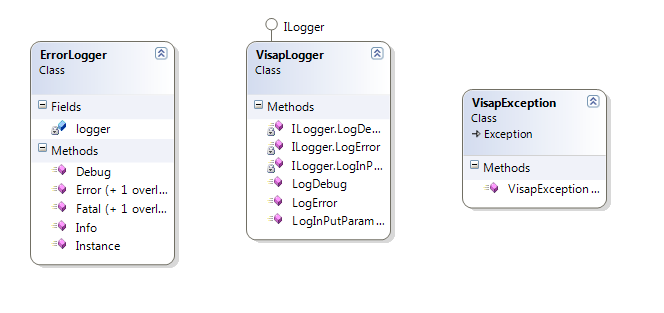 ILogger
ErrorLogger
Class
Fields
logger
Methods
Debug
Error (+ 1 overl...
Fatal (+ 1 overl...
Info
Instance
VisapLogger
Class
Methods
ILogger.LogDe...
ILogger.LogError
ILogger.LogInP...
LogDebug
LogError
LogInPutParam...
VisapException
Class
Exception
Methods
VisapException...